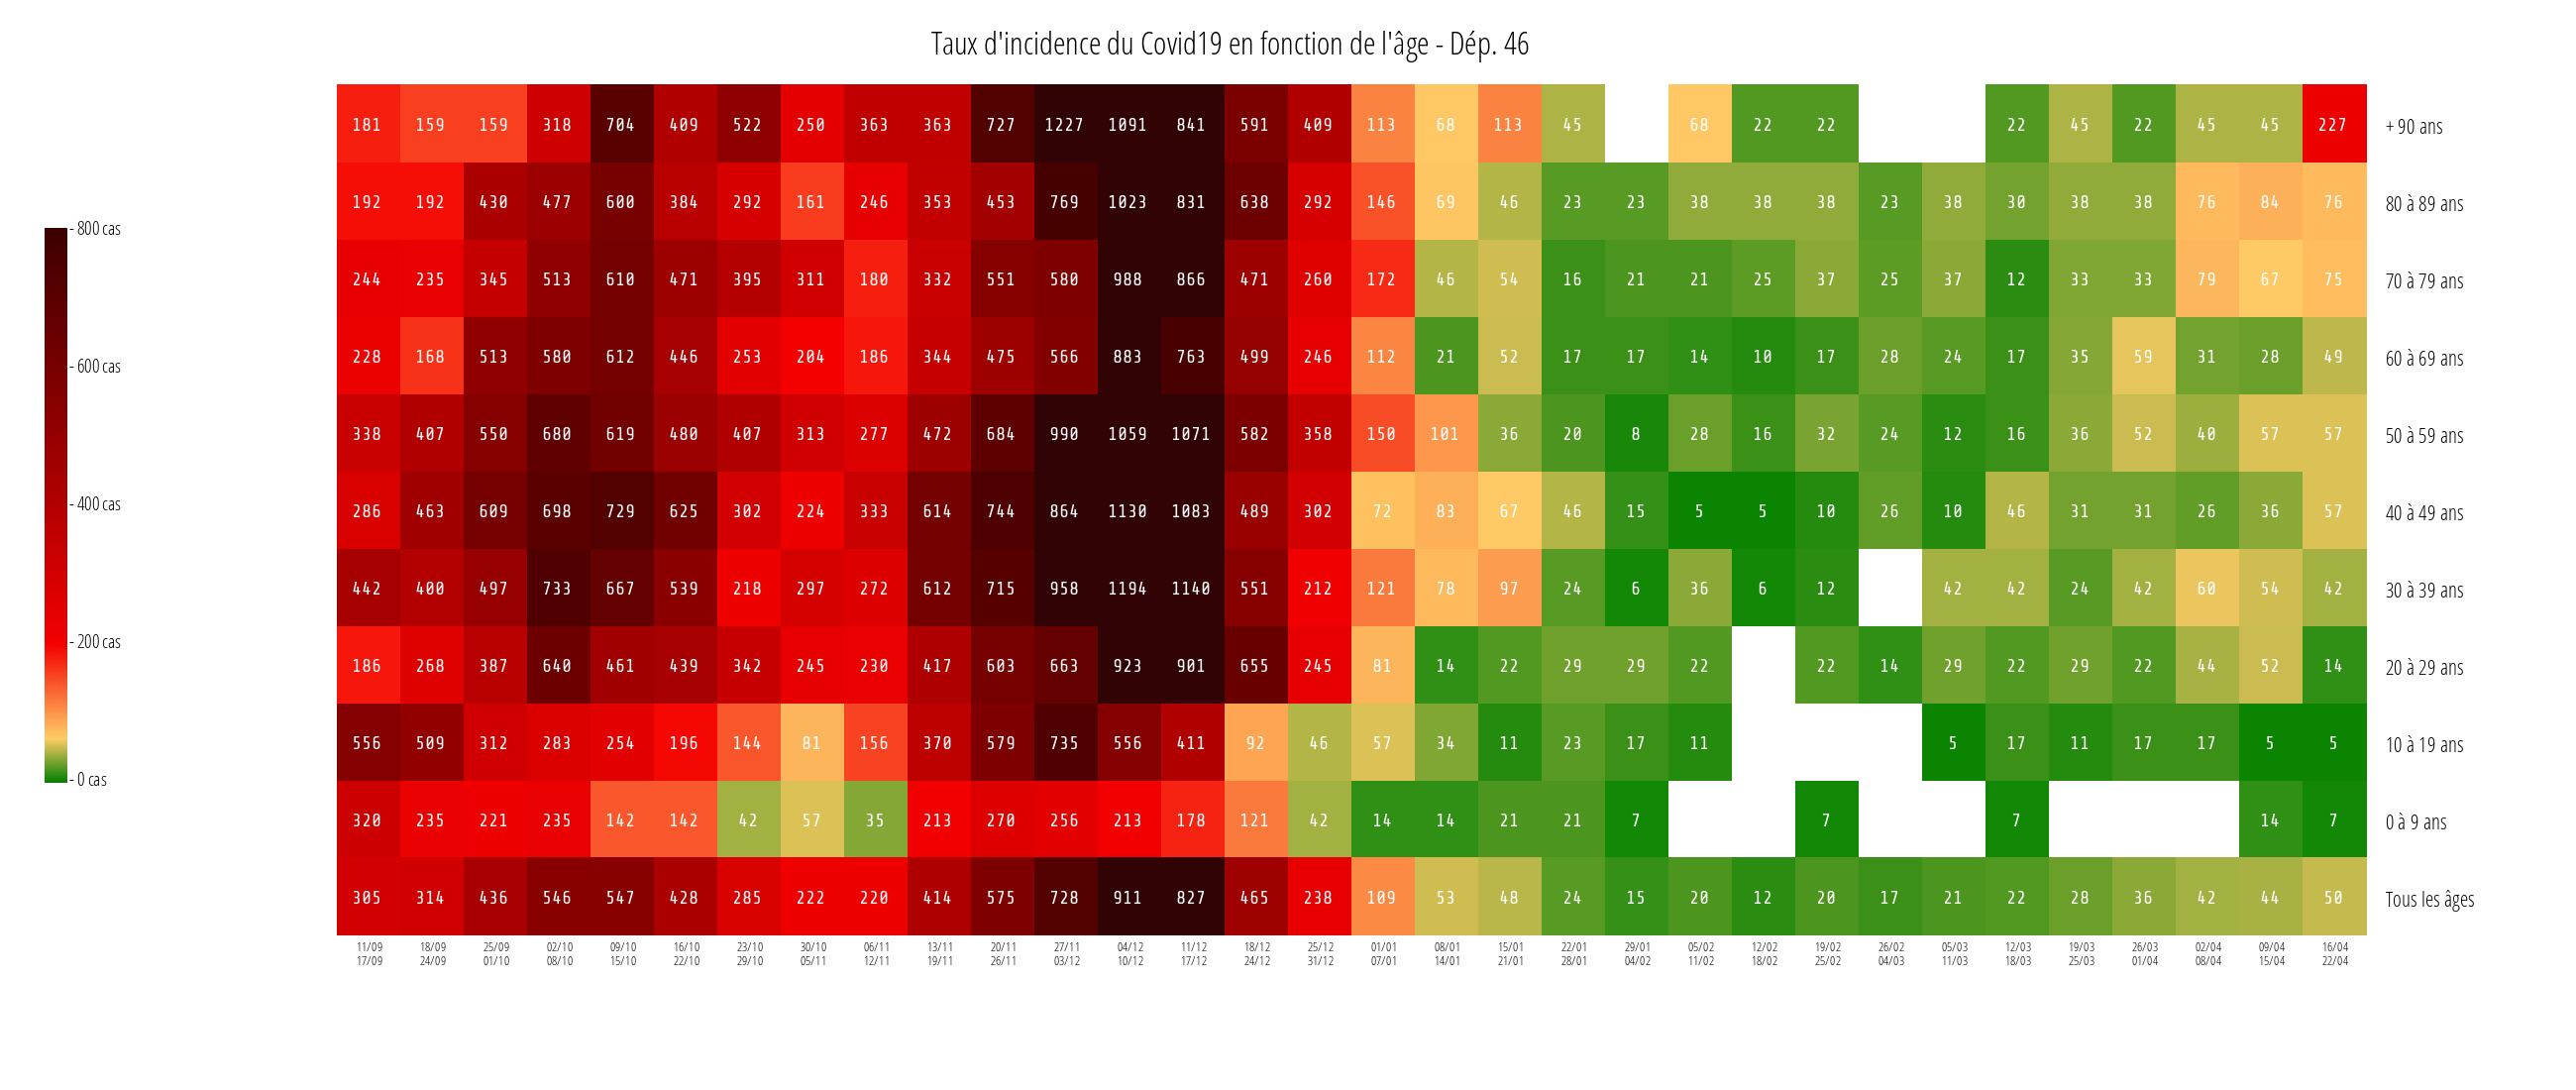 Taux d'incidence du Covid19 en fonction de l'âge - Dép. 46
181 159 159 318 704 409 522 250 363 363 727 1227 1091 841 591 409 113 68 113 45 68 22 22 22 45 22 45 45 227 + 90 ans
192 192 430 477 600 384 292 161 246 353 453 769 1023 831 638 292 146 69 46 23 23 38 38 38 23 38 30 38 38 76 84 76 80 à 89 ans
- 800 cas
244 235 345 513 610 471 395 311 180 332 551 580 988 866 471 260 172 46 54 16 21 21 25 37 25 37 12 33 33 79 67 75 70 à 79 ans
228 168 513 580 612 446 253 204 186 344 475 566 883 763 499 246 112 21 52 17 17 14 10 17 28 24 17 35 59 31 28 49 60 à 69 ans
- 600 cas
338 407 550 680 619 480 407 313 277 472 684 990 1059 1071 582 358 150 101 36 20 8 28 16 32 24 12 16 36 52 40 57 57 50 à 59 ans
- 400 cas
286 463 609 698 729 625 302 224 333 614 744 864 1130 1083 489 302 72 83 67 46 15 5 5 10 26 10 46 31 31 26 36 57 40 à 49 ans
442 400 497 733 667 539 218 297 272 612 715 958 1194 1140 551 212 121 78 97 24 6 36 6 12 42 42 24 42 60 54 42 30 à 39 ans
- 200 cas
186 268 387 640 461 439 342 245 230 417 603 663 923 901 655 245 81 14 22 29 29 22 22 14 29 22 29 22 44 52 14 20 à 29 ans
556 509 312 283 254 196 144 81 156 370 579 735 556 411 92 46 57 34 11 23 17 11 5 17 11 17 17 5 5 10 à 19 ans
- 0 cas
320 235 221 235 142 142 42 57 35 213 270 256 213 178 121 42 14 14 21 21 7 7 7 14 7 0 à 9 ans
305 314 436 546 547 428 285 222 220 414 575 728 911 827 465 238 109 53 48 24 15 20 12 20 17 21 22 28 36 42 44 50 Tous les âges
11/09 18/09 25/09 02/10 09/10 16/10 23/10 30/10 06/11 13/11 20/11 27/11 04/12 11/12 18/12 25/12 01/01 08/01 15/01 22/01 29/01 05/02 12/02 19/02 26/02 05/03 12/03 19/03 26/03 02/04 09/04 16/04
17/09 24/09 01/10 08/10 15/10 22/10 29/10 05/11 12/11 19/11 26/11 03/12 10/12 17/12 24/12 31/12 07/01 14/01 21/01 28/01 04/02 11/02 18/02 25/02 04/03 11/03 18/03 25/03 01/04 08/04 15/04 22/04